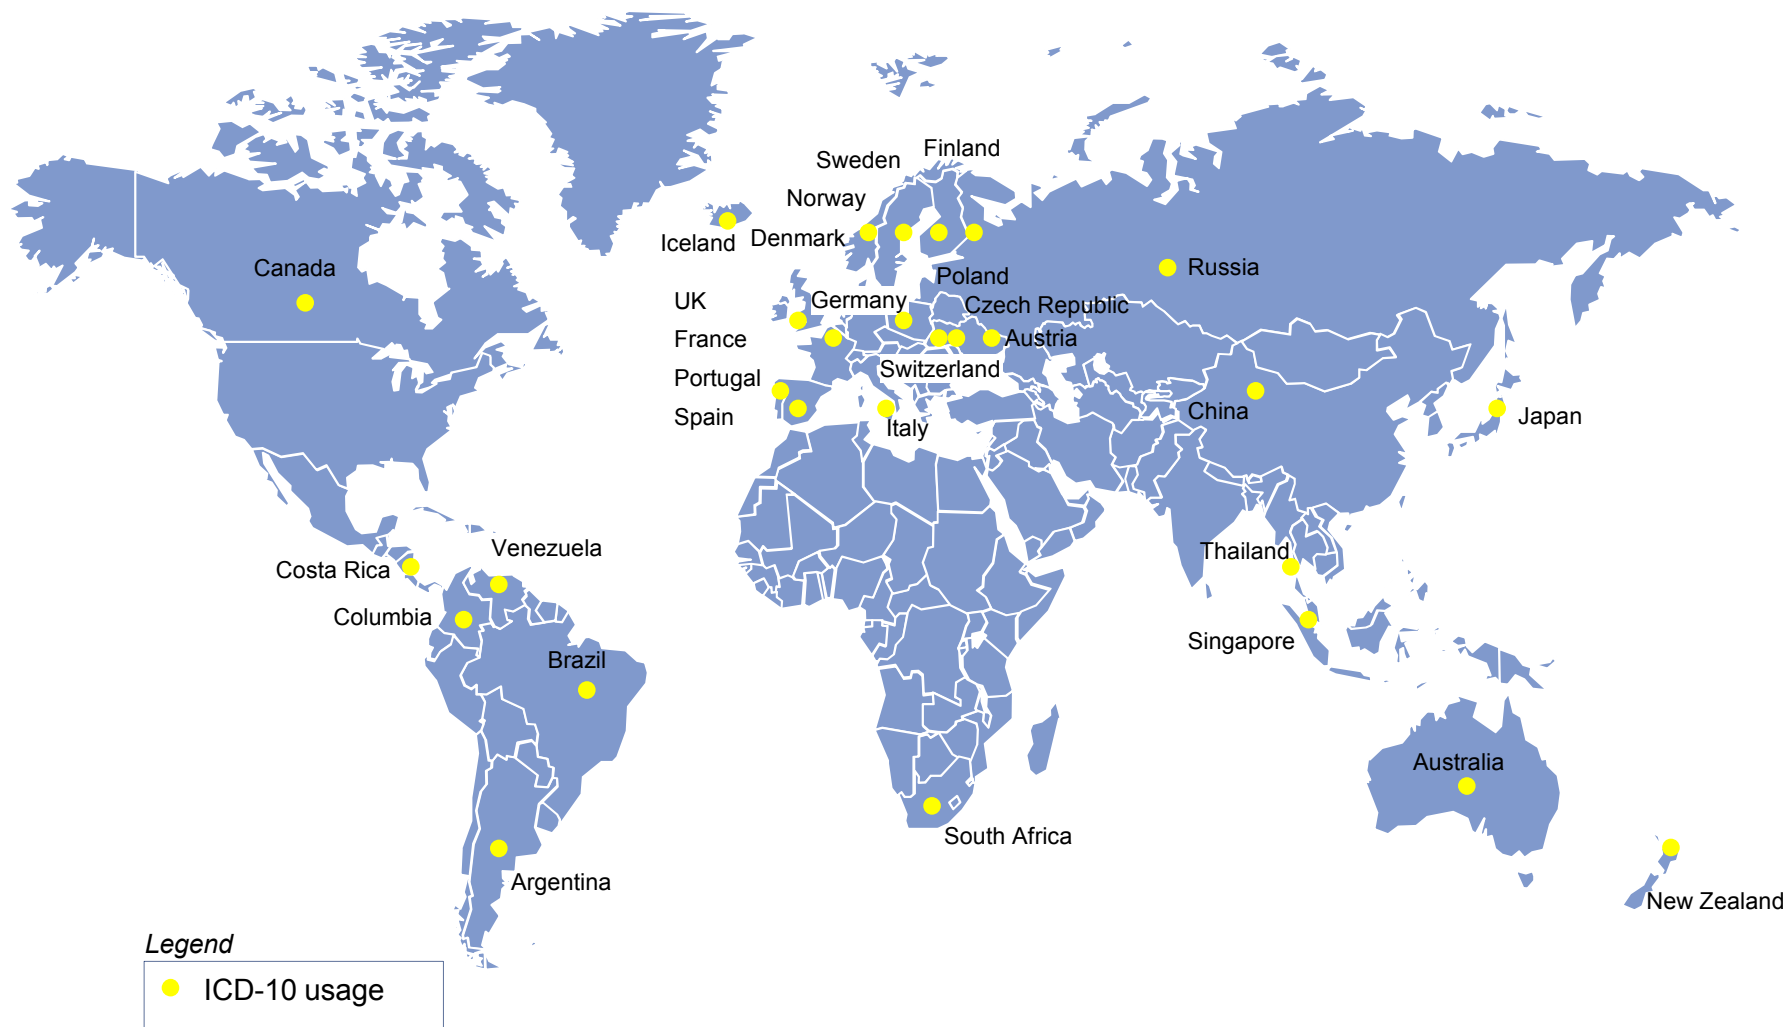 Finland
Sweden
Norway
Iceland
Denmark
Canada
Russia
Poland
UK
Germany
Czech Republic
France
Austria
Switzerland
Portugal
Spain
Italy
China
Japan
Venezuela
Thailand
Costa Rica
Columbia
Singapore
Brazil
Australia
South Africa
Argentina
New Zealand
Legend
ICD-10 usage